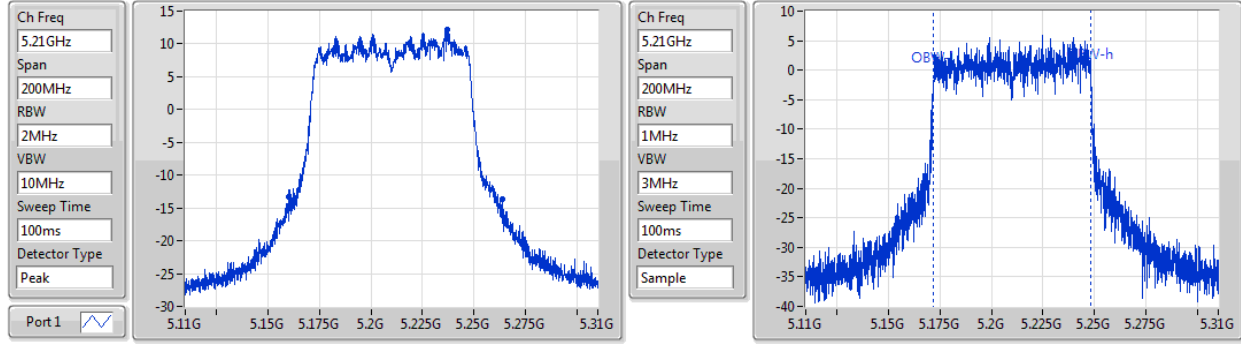 Ch Freq
5.21GHz
Span
200MHz
RBW
2MHz
VBW
10MHz
Sweep Time
100ms
Detector Type
Peak
Port 1
15
10
5
0
-5
-10
-15
-20
-25
-30
5.11G 5.15G 5.175G 5.2G 5.225G 5.25G 5.275G 5.31G
Ch Freq
5.21GHz
Span
200MHz
RBW
1MHz
VBW
3MHz
Sweep Time
100ms
Detector Type
Sample
10
5
0
-5
-10
-15
-20
-25
-30
-35
-40
V-h
5.11G 5.15G 5.175G 5.2G 5.225G 5.25G 5.275G 5.31G